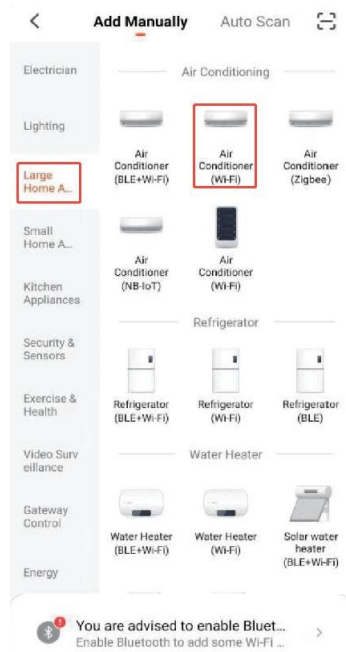 Add Manually
Auto Scan
Electrician
Lighting
Large
Home A...
Small
Home A...
Kitchen
Appliances
Security &
Sensors
Exercise &
Health
Video Surv
eillance
Gateway
Control
Energy
Air Conditioning
Air
Conditioner
(BLE+Wi-Fi)
Air
Conditioner
(Wi-Fi)
Air
Conditioner
(Zigbee)
Air
Conditioner
(NB-IoT)
Air
Conditioner
(Wi-Fi)
Refrigerator
Refrigerator
(BLE+Wi-Fi)
Refrigerator
(Wi-Fi)
Refrigerator
(BLE)
Water Heater
Water Heater
(BLE+Wi-Fi)
Water Heater
(Wi-Fi)
Solar water
heater
(BLE+Wi-Fi)
You are advised to enable Bluet...
Enable Bluetooth to add some Wi-Fi ...